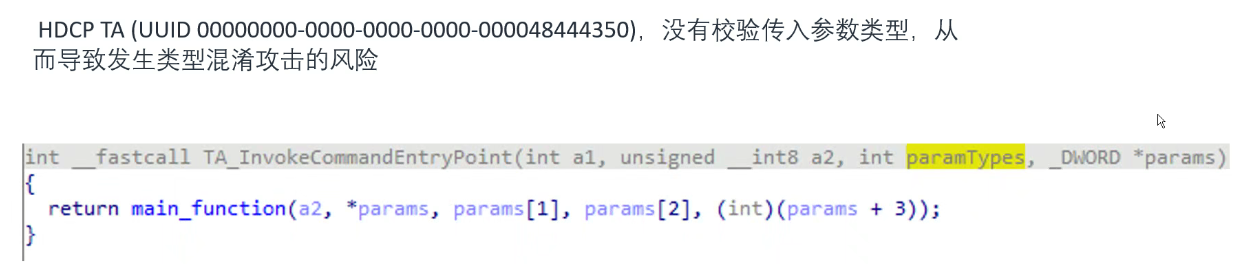 HDCP TA (UUID 00000000-0000-0000-0000-000048444350)，没有校验传入参数类型，从
而导致发生类型混淆攻击的风险
int __fastcall TA_InvokeCommandEntryPoint(int a1, unsigned __int8 a2, int paramTypes, _DWORD *params)
{
return main_function(a2, *params, params[1], params[2], (int)(params + 3));
}